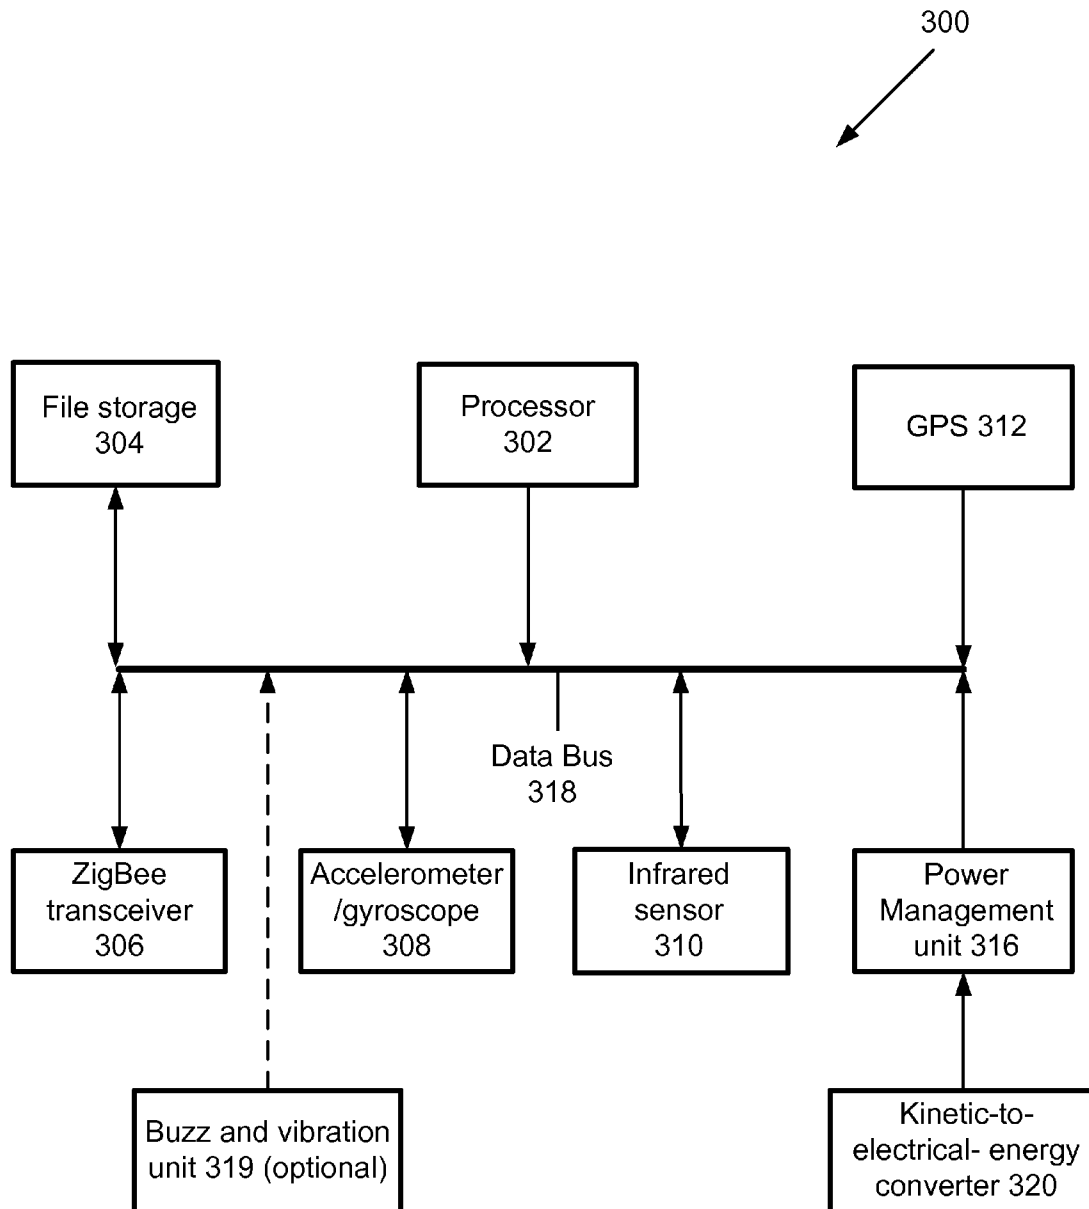 300
File storage
304
Processor
302
GPS 312
Data Bus
318
ZigBee
transceiver
306
Accelerometer
/gyroscope
308
Infrared
sensor
310
Power
Management
unit 316
Buzz and vibration
unit 319 (optional)
Kinetic-to-
electrical- energy
converter 320